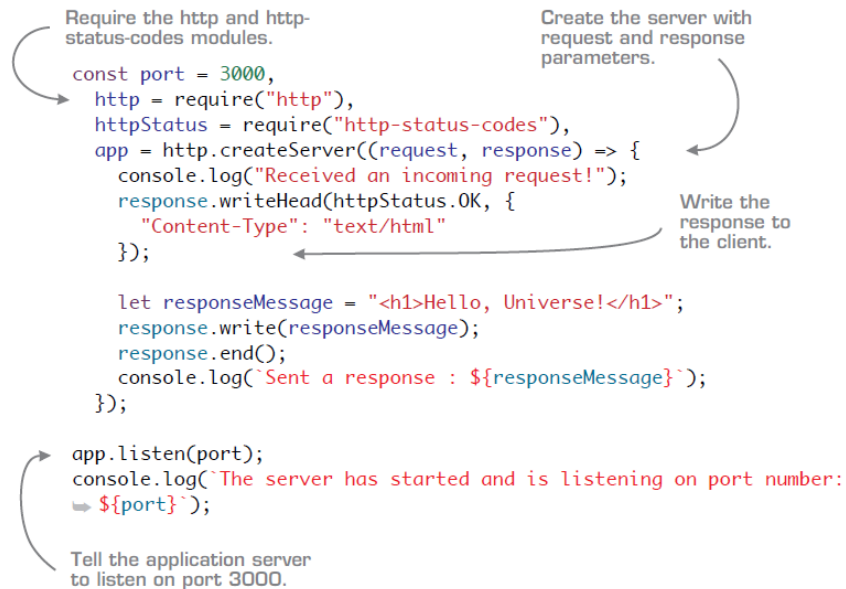 Require the http and http-
status-codes modules.
Create the server with
request and response
parameters.
const port = 3000,
http = require("http"),
httpStatus = require("http-status-codes"),
app = http.createServer((request, response) => {
console.log("Received an incoming request!");
response.writeHead(httpStatus.OK, {
"Content-Type": "text/html"
});
Write the
response to
the client.
let responseMessage = "<h1>Hello, Universe!</h1>";
response.write(responseMessage);
response.end();
console.log(`Sent a response : ${responseMessage}`);
});
app.listen(port);
console.log(`The server has started and is listening on port number:
➥ ${port}`);
Tell the application server
to listen on port 3000.